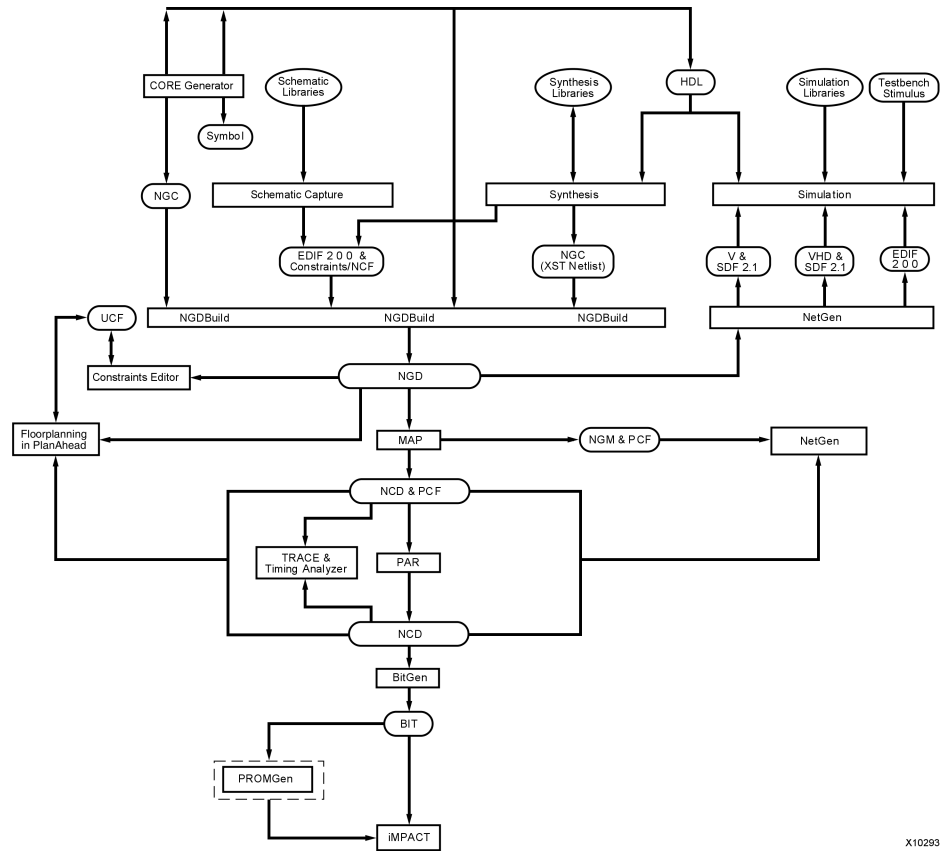 CORE Generator
Schematic
Libraries
Synthesis
Libraries
HDL
Simulation
Libraries
Testbench
Stimulus
Symbol
NGC
Schematic Capture
Synthesis
Simulation
EDIF 2 0 0 &
Constraints/NCF
NGC
(XST Netlist)
V &
SDF 2.1
VHD &
SDF 2.1
EDIF
2 0 0
UCF
NGDBuild
NGDBuild
NGDBuild
NetGen
Constraints Editor
NGD
Floorplanning
in PlanAhead
MAP
NGM & PCF
NetGen
NCD & PCF
TRACE &
Timing Analyzer
PAR
NCD
BitGen
BIT
PROMGen
iMPACT
X10293